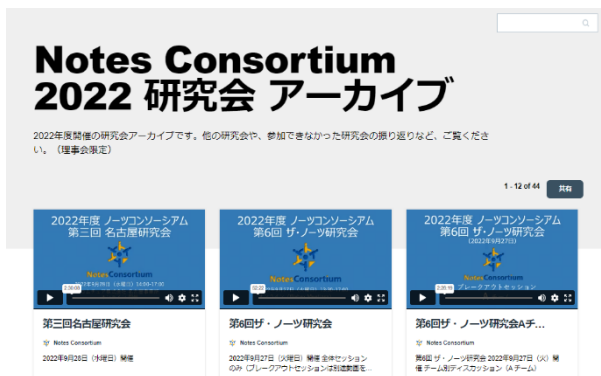 Notes Consortium
2022 研究会 アーカイブ
2022年度開催の研究会アーカイブです。他の研究会や、参加できなかった研究会の振り返りなど、ご覧くださ
い。（理事会限定）
1 - 12 of 44
共有
2022年度 ノーツコンソーシアム
第三回 名古屋研究会
NotesConsortium
第三回名古屋研究会
Notes Consortium
2022年9月28日（水曜日）開催
2022年度 ノーツコンソーシアム
第6回 ザ・ノーツ研究会
NotesConsortium
第6回ザ・ノーツ研究会
Notes Consortium
2022年9月27日（火曜日）開催 全体セッション
のみ（ブレークアウトセッションは別途動画を...
2022年度 ノーツコンソーシアム
第6回 ザ・ノーツ研究会
(2022年9月27日)
NotesConsortium
ブレークアウトセッション
第6回ザ・ノーツ研究会Aチ...
Notes Consortium
第6回 ザ・ノーツ研究会 2022年9月27日（火）開
催 チーム別ディスカッション（Aチーム）